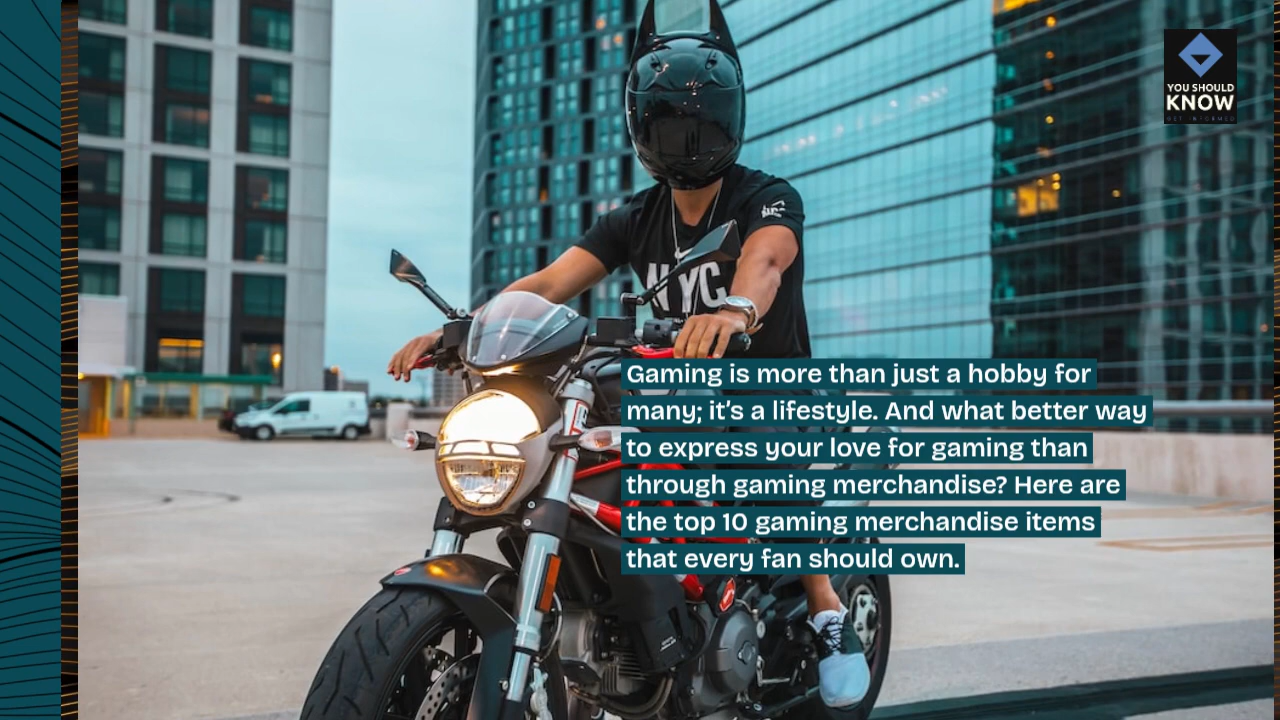 YOU SHOULD
KNOW
GET INFORMED
NYC
Gaming is more than just a hobby for
many; it's a lifestyle. And what better way
to express your love for gaming than
through gaming merchandise? Here are
the top 10 gaming merchandise items
that every fan should own.